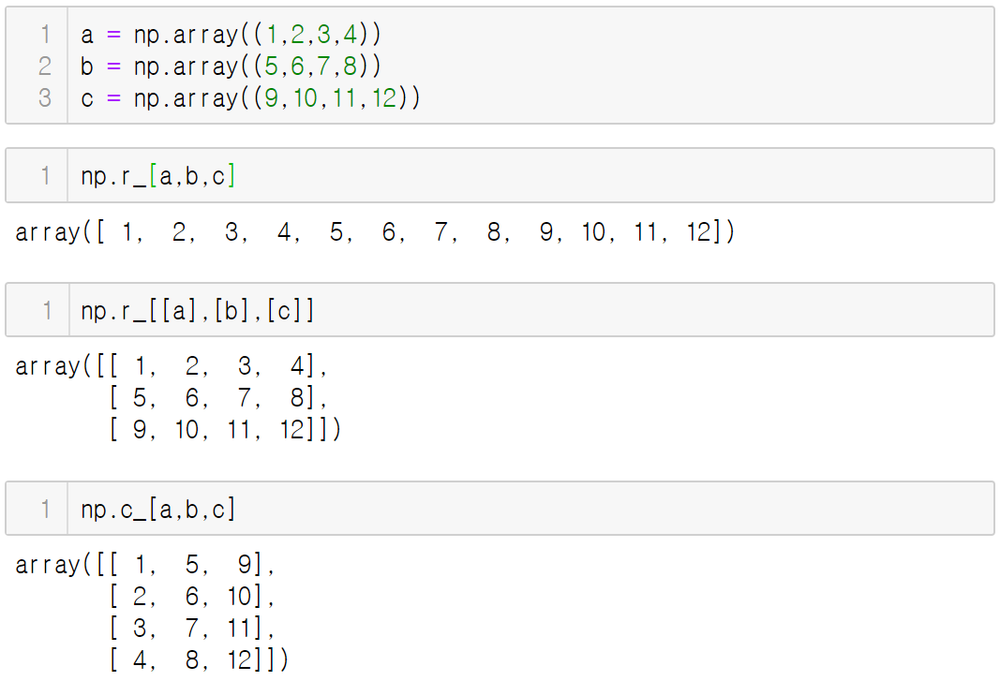 1 a = np.array((1,2,3,4))
2 b = np.array((5,6,7,8))
3 c = np.array((9,10,11,12))
1 np.r_[a,b,c]
array([ 1,  2,  3,  4,  5,  6,  7,  8,  9, 10, 11, 12])
1 np.r_[[a],[b],[c]]
array([[ 1,  2,  3,  4],
       [ 5,  6,  7,  8],
       [ 9, 10, 11, 12]])
1 np.c_[a,b,c]
array([[ 1,  5,  9],
       [ 2,  6, 10],
       [ 3,  7, 11],
       [ 4,  8, 12]])